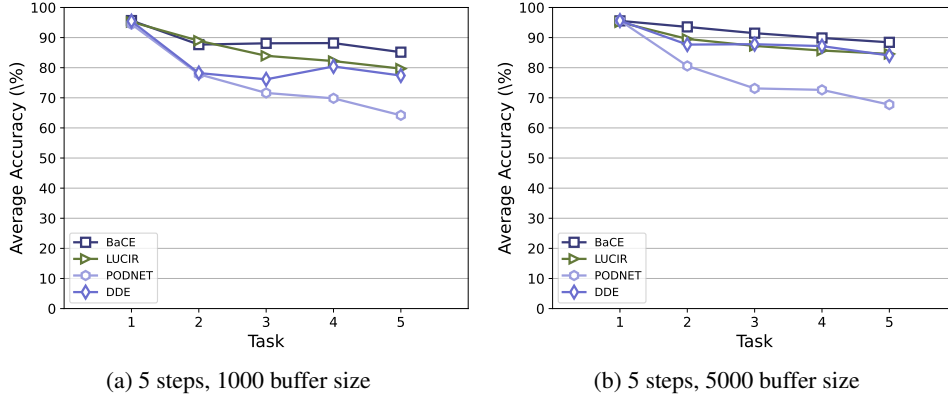 100
90
80
70
60
50
40
30
20
10
0
Average Accuracy (\%)
BaCE
LUCIR
PODNET
DDE
1 2 3 4 5
Task
(a) 5 steps, 1000 buffer size
100
90
80
70
60
50
40
30
20
10
0
Average Accuracy (\%)
BaCE
LUCIR
PODNET
DDE
1 2 3 4 5
Task
(b) 5 steps, 5000 buffer size